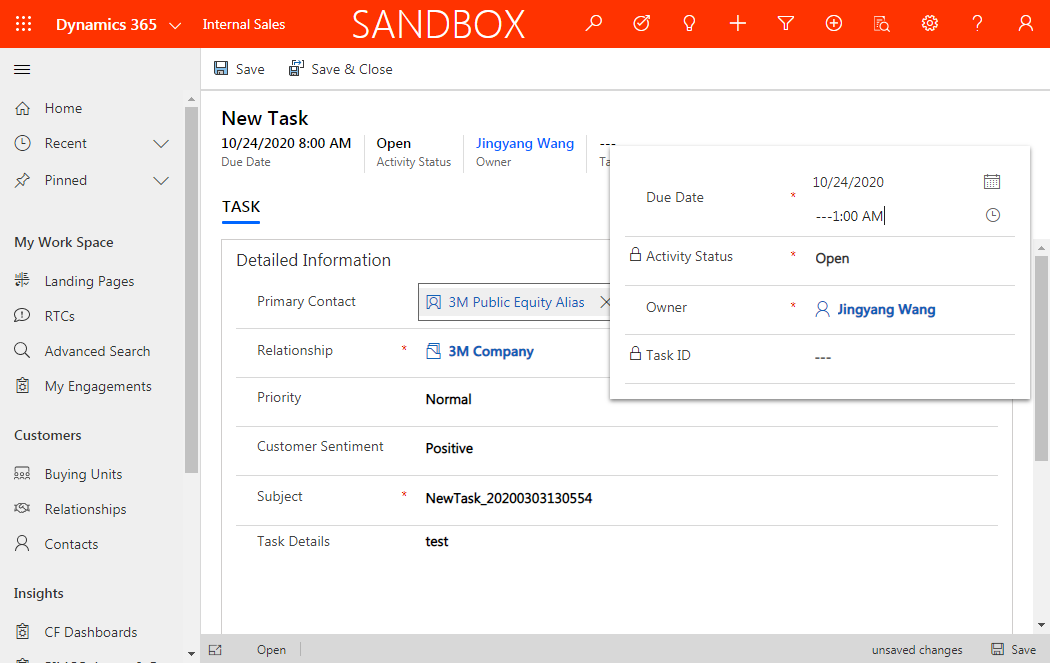 Dynamics 365 Internal Sales SANDBOX
Save Save & Close
Home
Recent
Pinned
My Work Space
Landing Pages
RTCs
Advanced Search
My Engagements
Customers
Buying Units
Relationships
Contacts
Insights
CF Dashboards
New Task
10/24/2020 8:00 AM Open Jingyang Wang ---
Due Date Activity Status Owner Ta
TASK
Detailed Information
Primary Contact 3M Public Equity Alias
Relationship * 3M Company
Priority Normal
Customer Sentiment Positive
Subject * NewTask_20200303130554
Task Details test
Due Date * 10/24/2020
---1:00 AM
Activity Status * Open
Owner * Jingyang Wang
Task ID ---
Open unsaved changes Save